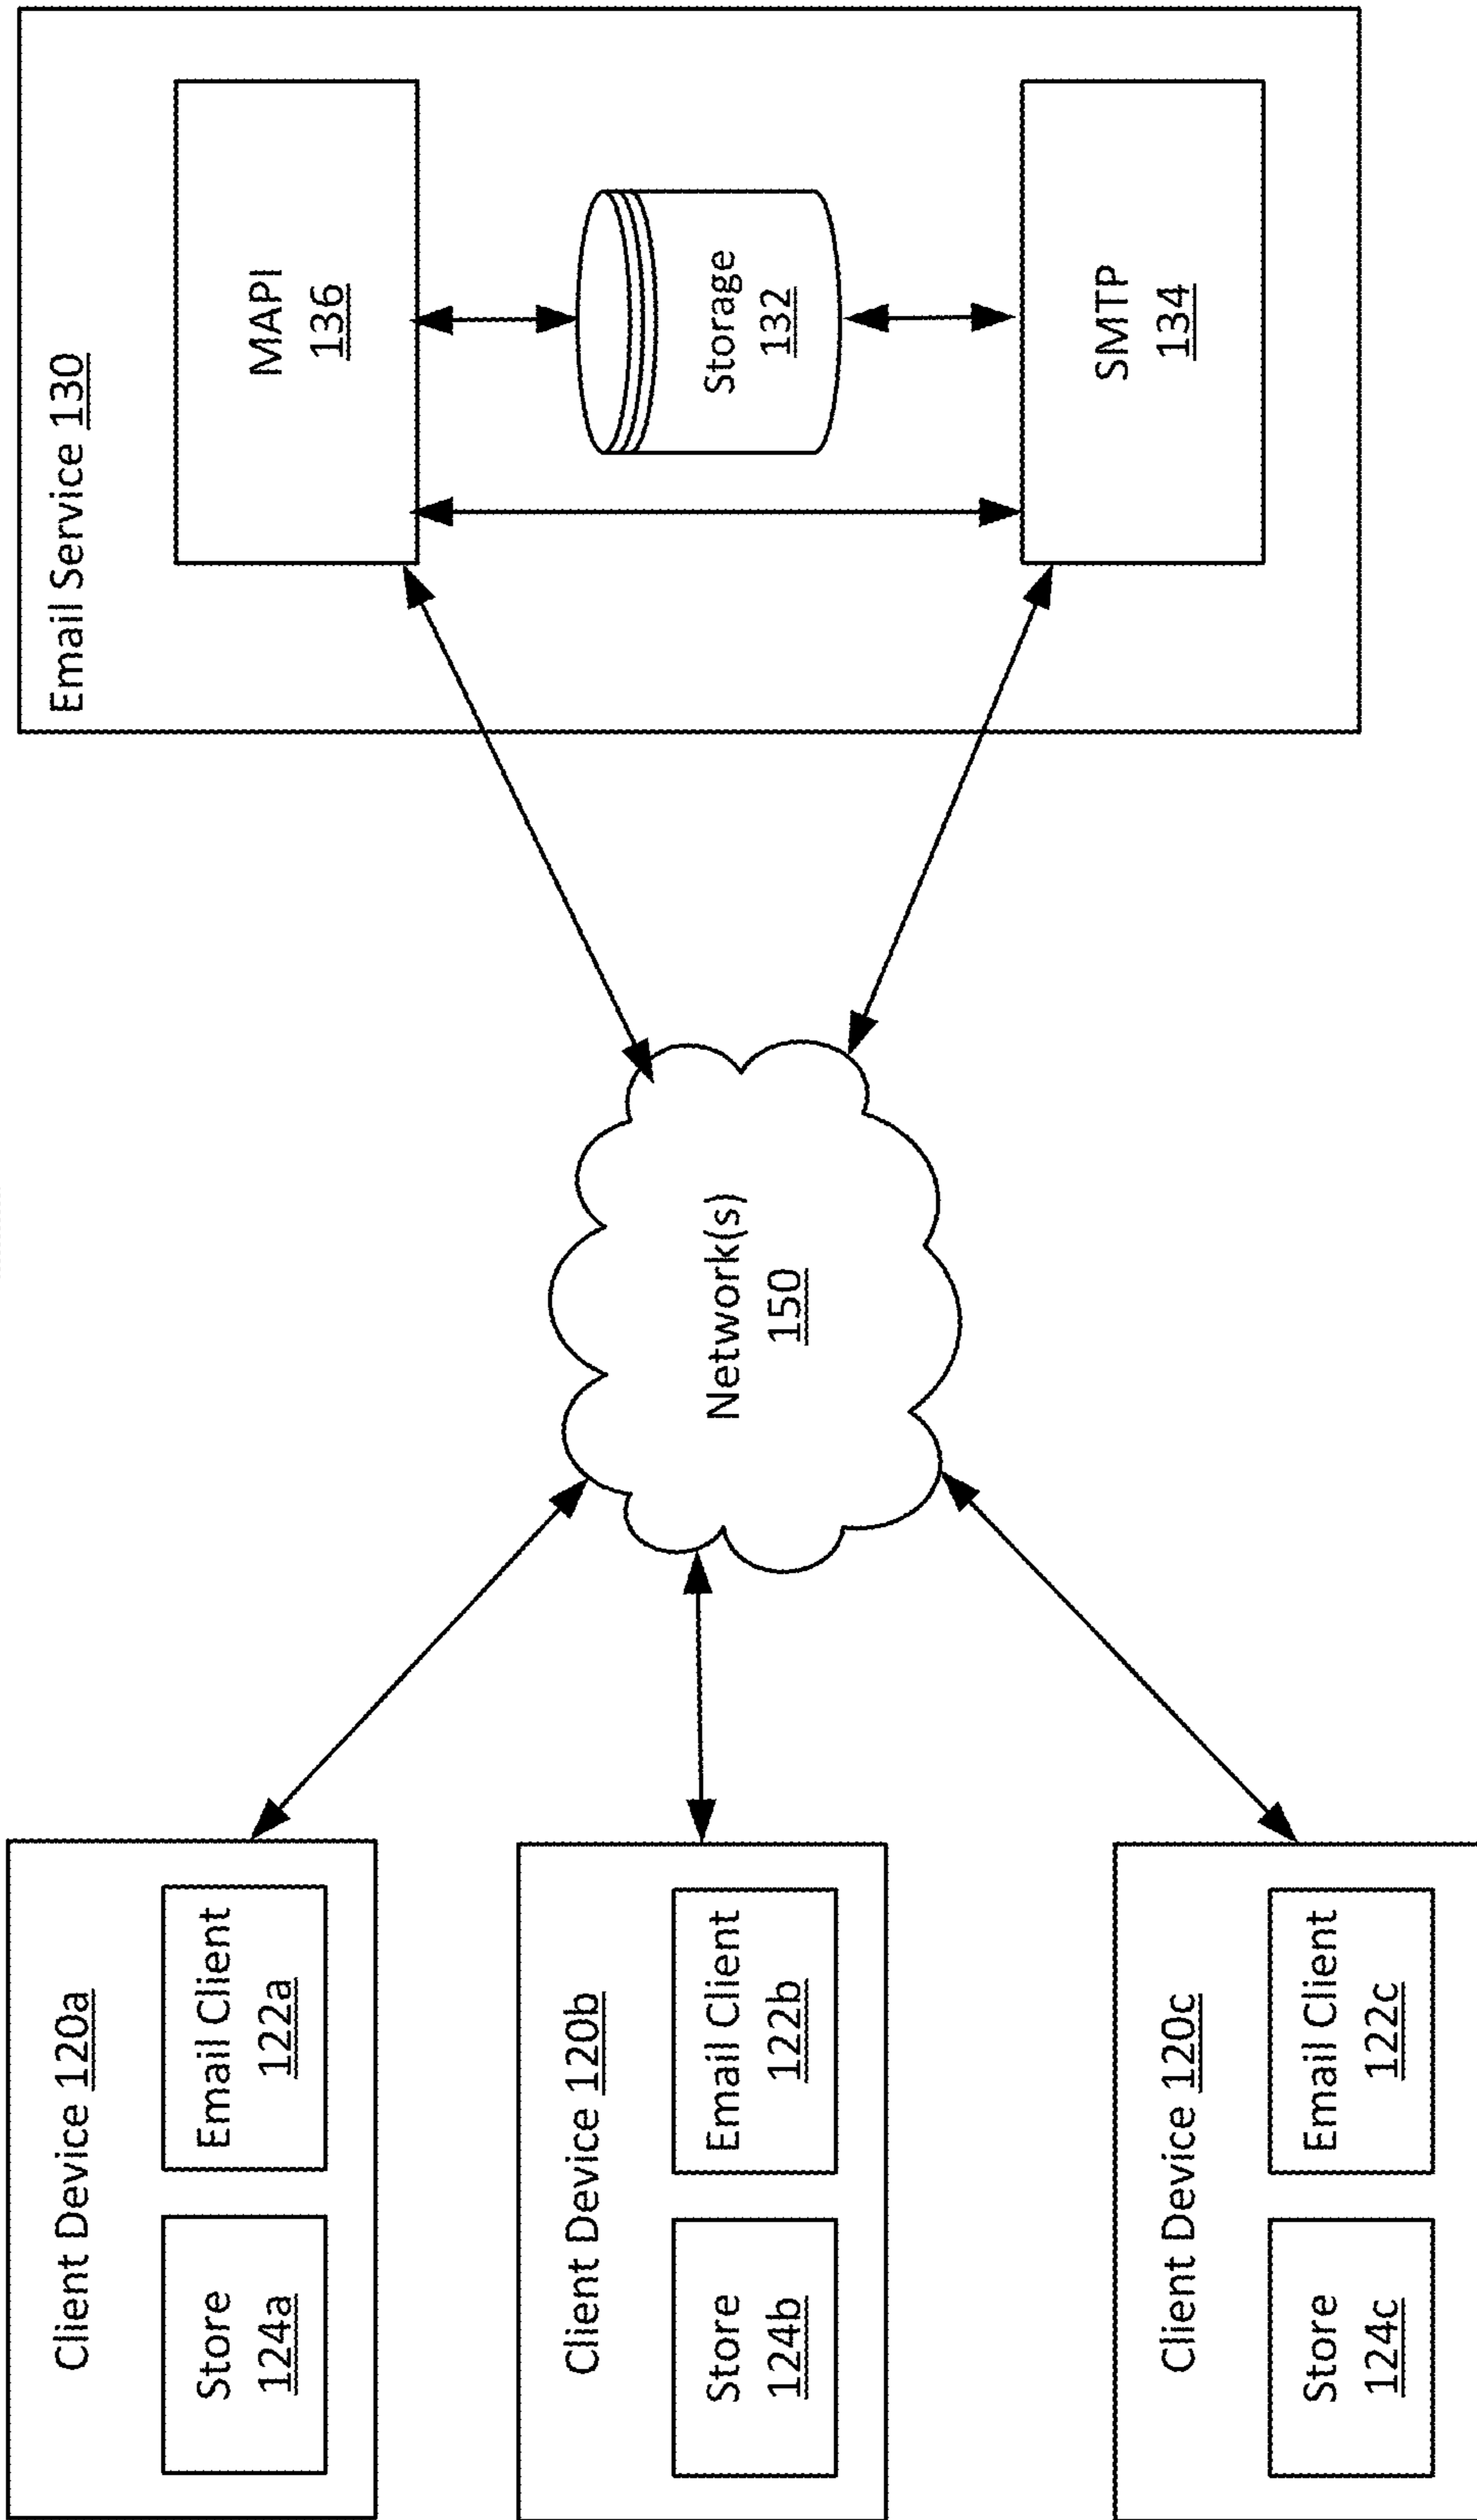 Client Device 120a
Store
124a
Email Client
122a
Client Device 120b
Store
124b
Email Client
122b
Client Device 120c
Store
124c
Email Client
122c
Network(s)
150
Email Service 130
MAPI
136
Storage
132
SMTP
134